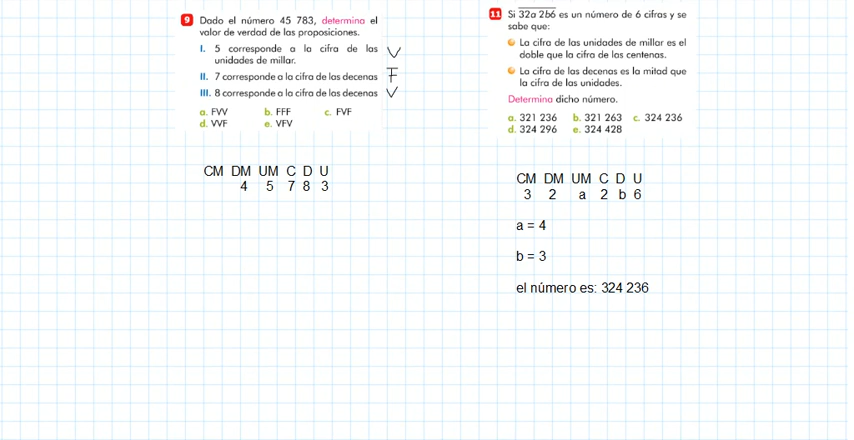 9 Dado el número 45 783, determina el
valor de verdad de las proposiciones.
I. 5 corresponde a la cifra de las V
unidades de millar.
II. 7 corresponde a la cifra de las decenas F
III. 8 corresponde a la cifra de las decenas V
a. FVV b. FFF c. FVF
d. VVF e. VFV
CM DM UM C D U
4 5 7 8 3
11 Si 32a 2b6 es un número de 6 cifras y se
sabe que:
La cifra de las unidades de millar es el
doble que la cifra de las centenas.
La cifra de las decenas es la mitad que
la cifra de las unidades.
Determina dicho número.
a. 321 236 b. 321 263 c. 324 236
d. 324 296 e. 324 428
CM DM UM C D U
3 2 a 2 b 6
a = 4
b = 3
el número es: 324 236